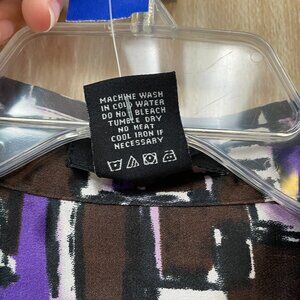 MACHINE WASH
IN COLD WATER
DO NOT BLEACH
TUMBLE DRY
NO HEAT
COOL IRON IF
NECESSARY